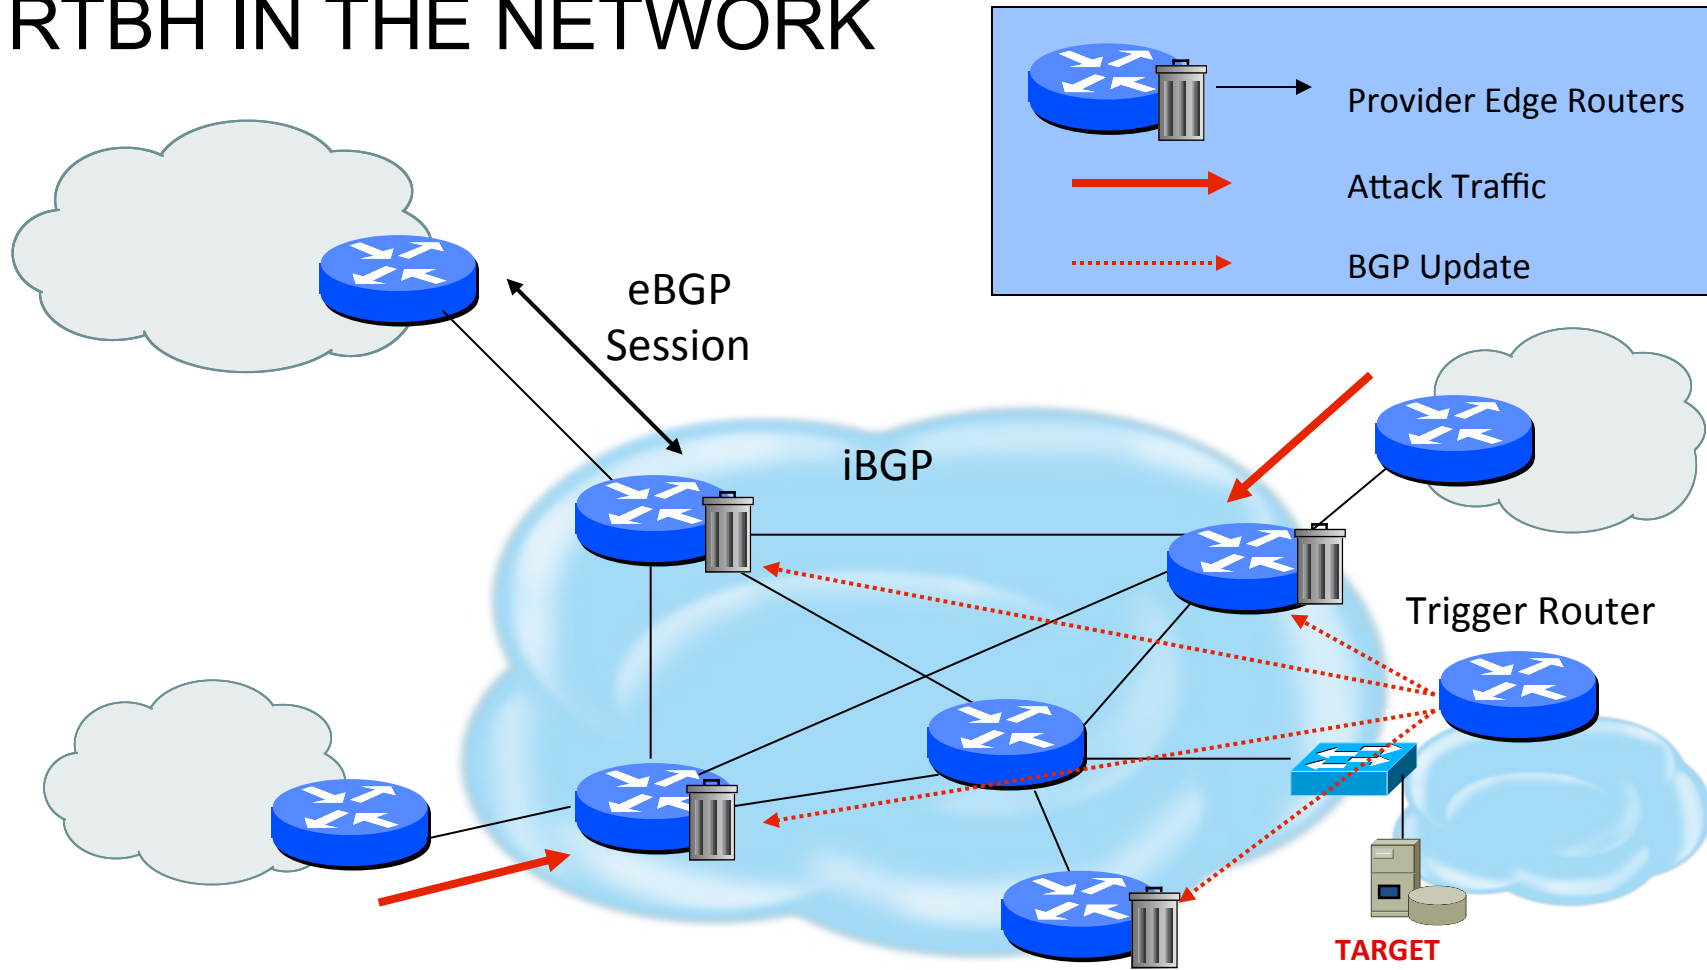 RTBH IN THE NETWORK
Provider Edge Routers
Attack Traffic
BGP Update
eBGP
Session
iBGP
Trigger Router
TARGET